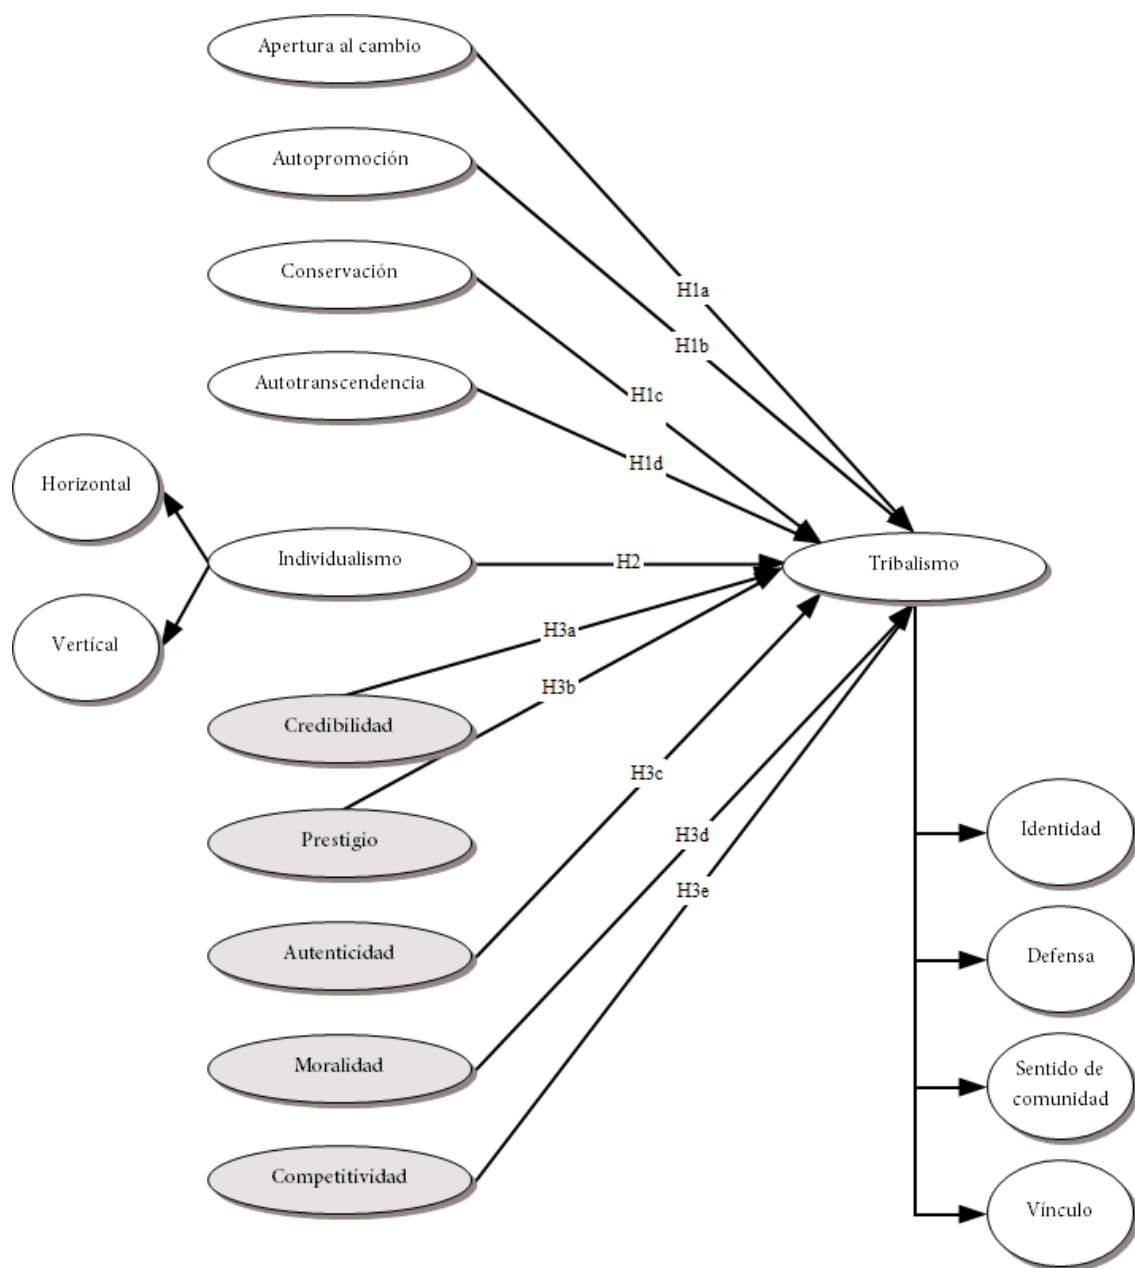 Apertura al cambio
Autopromoción
Conservación
Autotranscendencia
H1a
H1b
H1c
H1d
Horizontal
Individualismo
H2
Tribalismo
Vertícal
H3a
H3b
Credibilidad
H3c
Prestigio
H3d
Identidad
H3e
Autenticidad
Defensa
Moralidad
Sentido de
comunidad
Competitividad
Vínculo